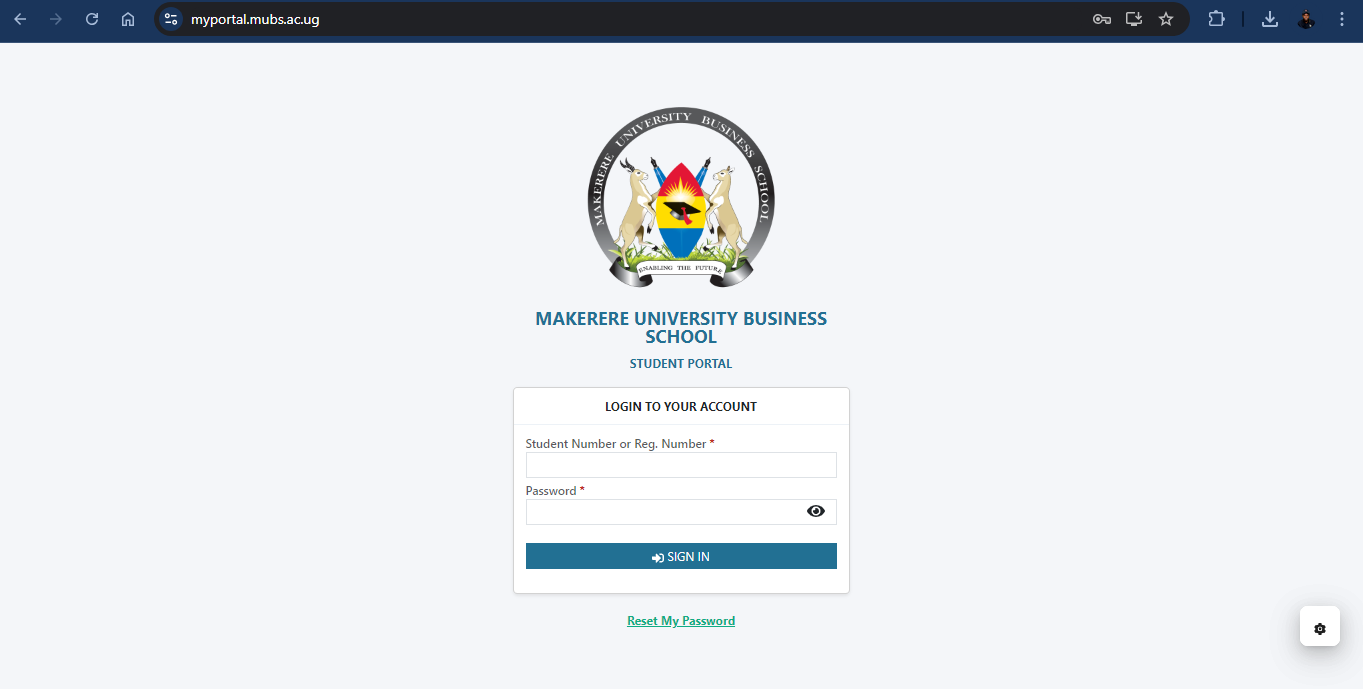 myportal.mubs.ac.ug
MAKERERE UNIVERSITY BUSINESS SCHOOL
ENABLING THE FUTURE
MAKERERE UNIVERSITY BUSINESS
SCHOOL
STUDENT PORTAL
LOGIN TO YOUR ACCOUNT
Student Number or Reg. Number *
Password *
SIGN IN
Reset My Password